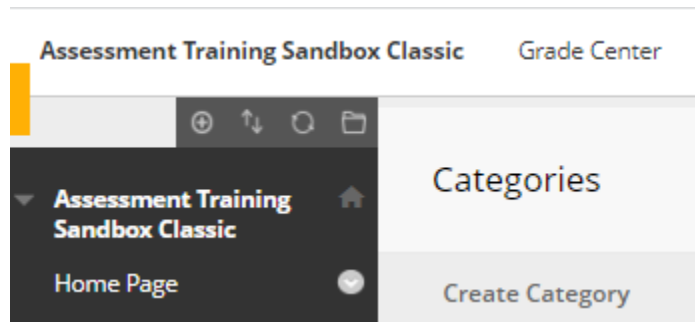 Assessment Training Sandbox Classic Grade Center
Assessment Training
Sandbox Classic
Home Page
Categories
Create Category